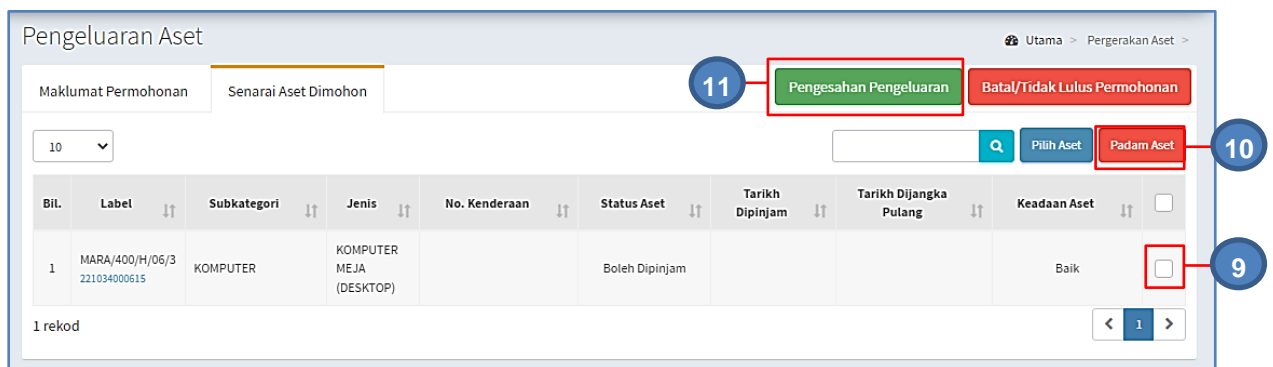 Pengeluaran Aset
Utama > Pergerakan Aset >
Maklumat Permohonan
Senarai Aset Dimohon
11
Pengesahan Pengeluaran
Batal/Tidak Lulus Permohonan
10
Pilih Aset
Padam Aset
10
Bil.
Label
Subkategori
Jenis
No. Kenderaan
Status Aset
Tarikh
Dipinjam
Tarikh Dijangka
Pulang
Keadaan Aset
1
MARA/400/H/06/3
221034000615
KOMPUTER
KOMPUTER
MEJA
(DESKTOP)
Boleh Dipinjam
Baik
9
1 rekod
1